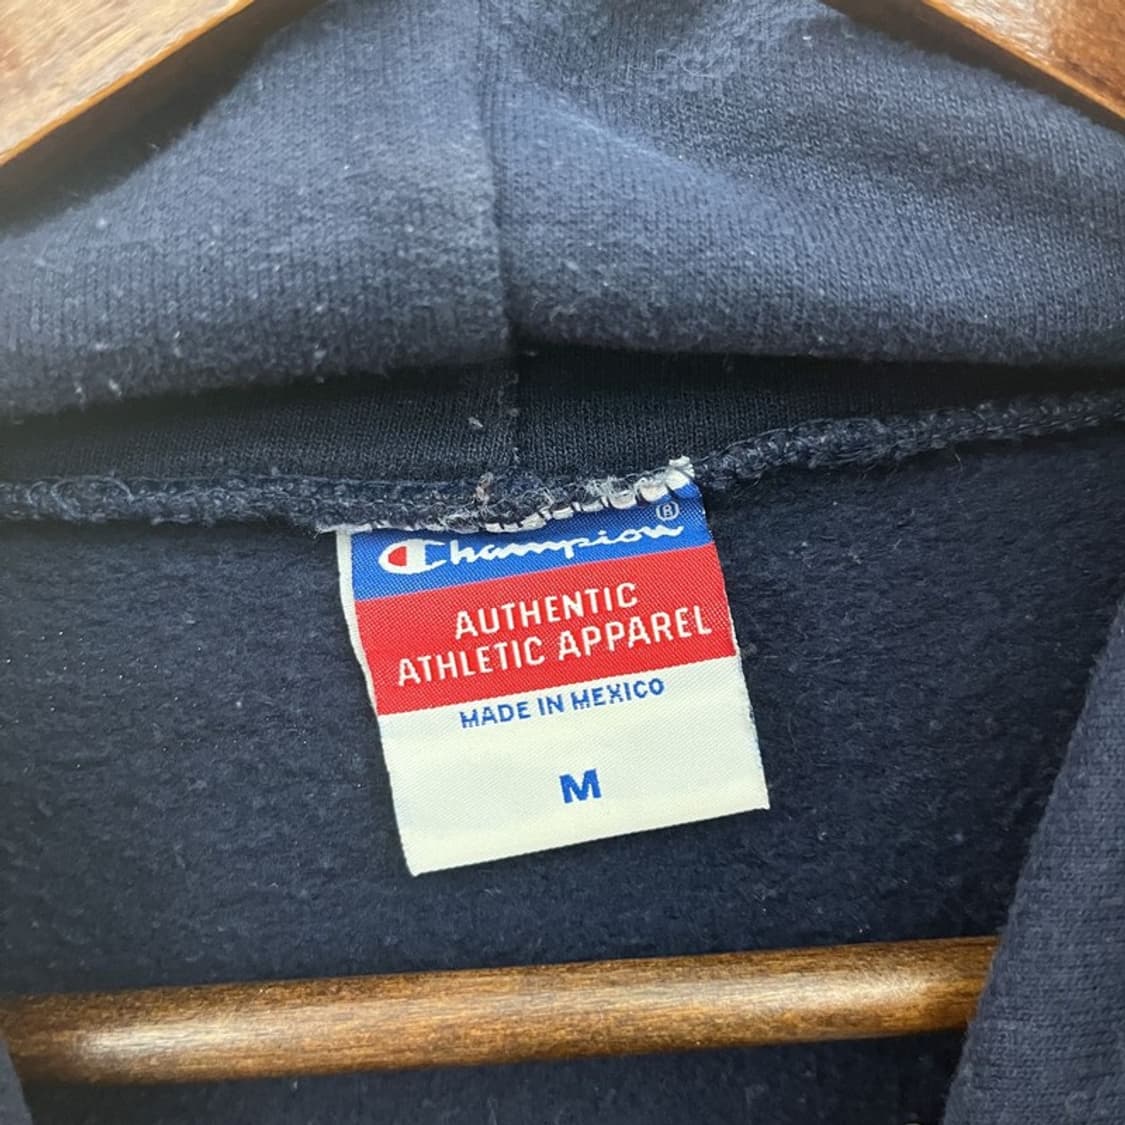 Champion®
AUTHENTIC
ATHLETIC APPAREL
MADE IN MEXICO
M